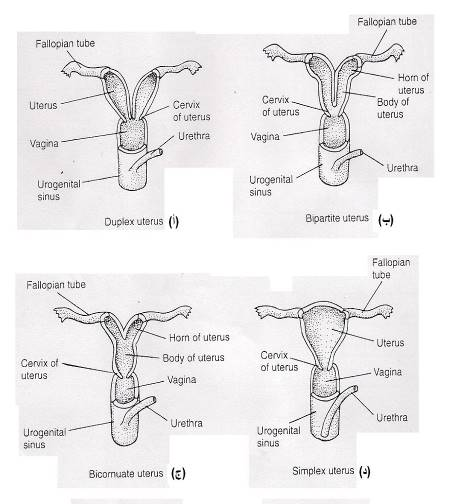 Fallopian tube
Uterus
Cervix
of uterus
Vagina
Urethra
Urogenital
sinus
Duplex uterus (أ)
Fallopian tube
Horn of
uterus
Body of
uterus
Cervix
of uterus
Vagina
Urethra
Urogenital
sinus
Bipartite uterus (ب)
Fallopian tube
Horn of uterus
Body of uterus
Cervix of
uterus
Vagina
Urethra
Urogenital
sinus
Bicornuate uterus (ج)
Fallopian
tube
Uterus
Cervix
of uterus
Vagina
Urethra
Urogenital
sinus
Simplex uterus (د)